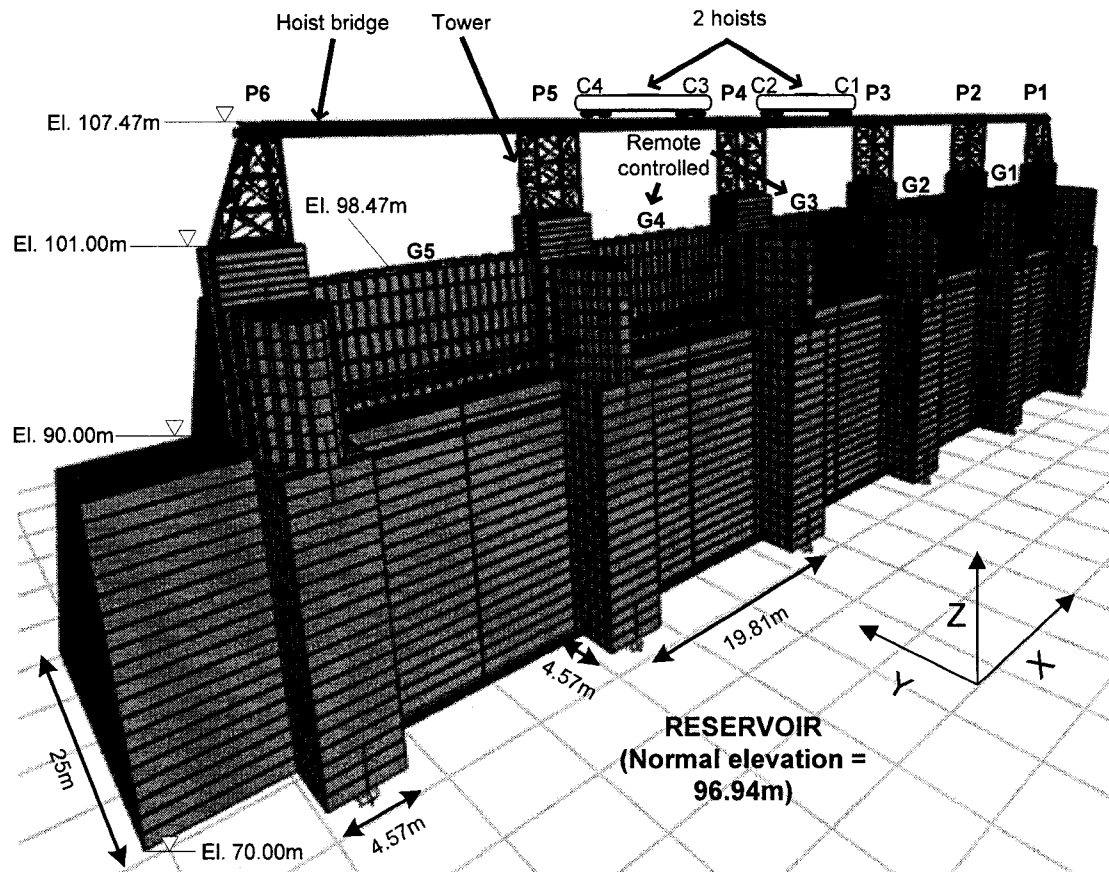 Hoist bridge
Tower
2 hoists
P6
P5
C4
C3
P4
C2
C1
P3
P2
P1
El. 107.47m
Remote
controlled
El. 98.47m
G4
G3
G2
G1
El. 101.00m
G5
El. 90.00m
19.81m
4.57m
Z
X
Y
RESERVOIR
(Normal elevation =
96.94m)
25m
4.57m
El. 70.00m